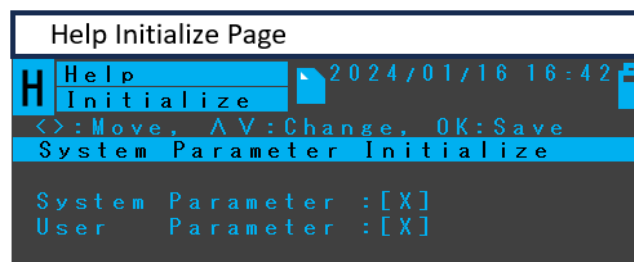 Help Initialize Page
H Help 2024/01/16 16:42
Initialize
<>:Move, ΛV:Change, OK:Save
System Parameter Initialize
System Parameter :[X]
User Parameter :[X]